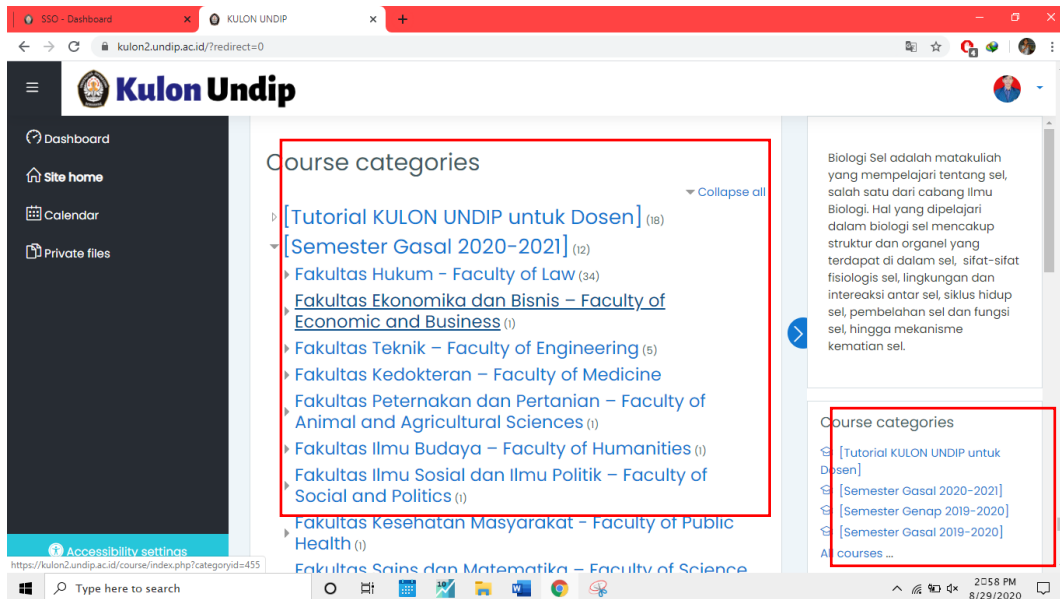 SSO - Dashboard
KULON UNDIP
kulon2.undip.ac.id/?redirect=0
Kulon Undip
Dashboard
Site home
Calendar
Private files
Accessibility settings
https://kulon2.undip.ac.id/course/index.php?categoryid=455
Course categories
Collapse all
[Tutorial KULON UNDIP untuk Dosen] (18)
[Semester Gasal 2020-2021] (12)
Fakultas Hukum - Faculty of Law (34)
Fakultas Ekonomika dan Bisnis – Faculty of
Economic and Business (1)
Fakultas Teknik – Faculty of Engineering (5)
Fakultas Kedokteran – Faculty of Medicine
Fakultas Peternakan dan Pertanian – Faculty of
Animal and Agricultural Sciences (1)
Fakultas Ilmu Budaya – Faculty of Humanities (1)
Fakultas Ilmu Sosial dan Ilmu Politik – Faculty of
Social and Politics (1)
Fakultas Kesehatan Masyarakat - Faculty of Public
Health (1)
Fakultas Sains dan Matematika – Faculty of Science
Biologi Sel adalah matakuliah
yang mempelajari tentang sel,
salah satu dari cabang Ilmu
Biologi. Hal yang dipelajari
dalam biologi sel mencakup
struktur dan organel yang
terdapat di dalam sel, sifat-sifat
fisiologis sel, lingkungan dan
intereaksi antar sel, siklus hidup
sel, pembelahan sel dan fungsi
sel, hingga mekanisme
kematian sel.
Course categories
[Tutorial KULON UNDIP untuk
Dosen]
[Semester Gasal 2020-2021]
[Semester Genap 2019-2020]
[Semester Gasal 2019-2020]
All courses ...
Type here to search
2▯58 PM
8/29/2020